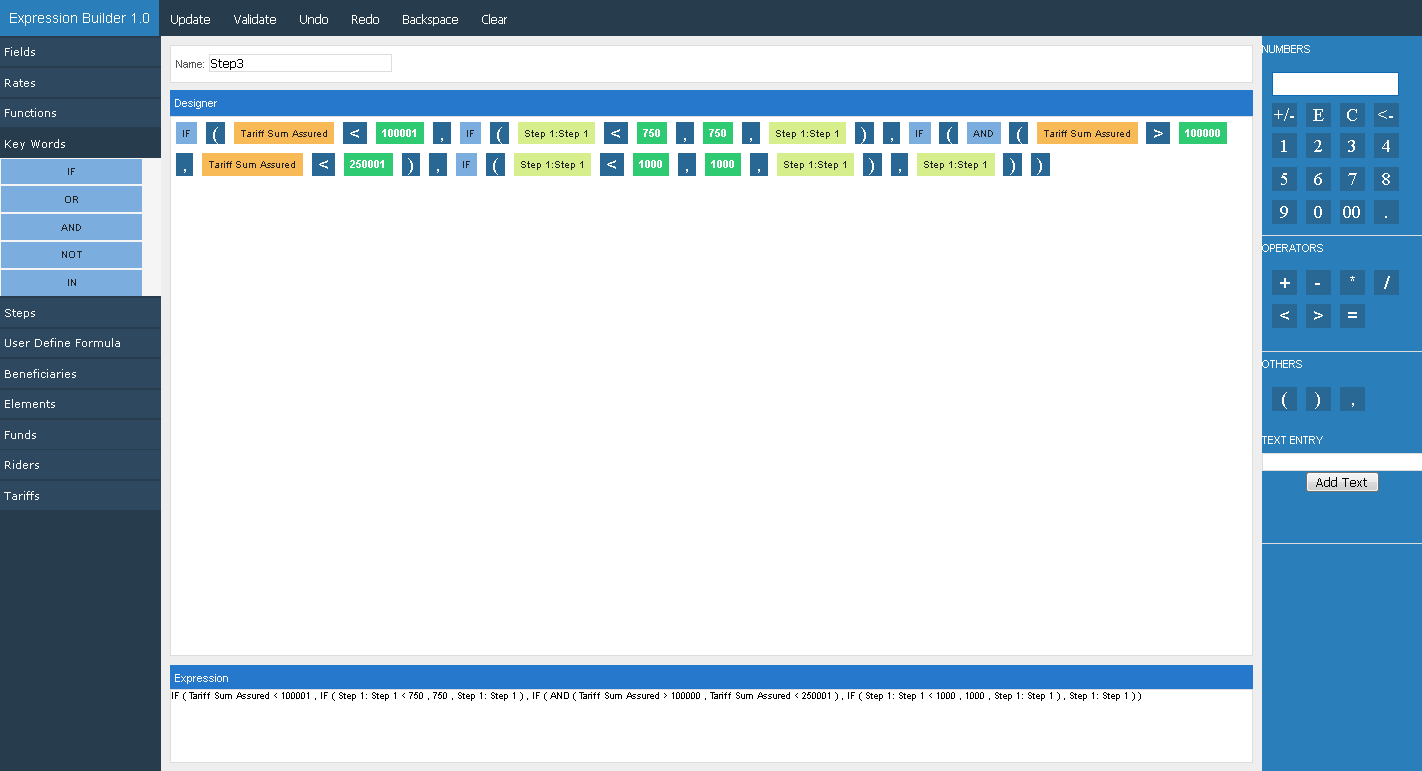 Expression Builder 1.0 Update Validate Undo Redo Backspace Clear
Fields
Rates
Functions
Key Words
IF
OR
AND
NOT
IN
Steps
User Define Formula
Beneficiaries
Elements
Funds
Riders
Tariffs
Name: Step3
Designer
IF ( Tariff Sum Assured < 100001 , IF ( Step 1:Step 1 < 750 , 750 , Step 1:Step 1 ) , IF ( AND ( Tariff Sum Assured > 100000
, Tariff Sum Assured < 250001 ) , IF ( Step 1:Step 1 < 1000 , 1000 , Step 1:Step 1 ) , Step 1:Step 1 ) )
Expression
IF ( Tariff Sum Assured < 100001 , IF ( Step 1: Step 1 < 750 , 750 , Step 1: Step 1 ) , IF ( AND ( Tariff Sum Assured > 100000 , Tariff Sum Assured < 250001 ) , IF ( Step 1: Step 1 < 1000 , 1000 , Step 1: Step 1 ) , Step 1: Step 1 ) )
NUMBERS
+/- E C <-
1 2 3 4
5 6 7 8
9 0 00 .
OPERATORS
+ - * /
< > =
OTHERS
( ) ,
TEXT ENTRY
Add Text